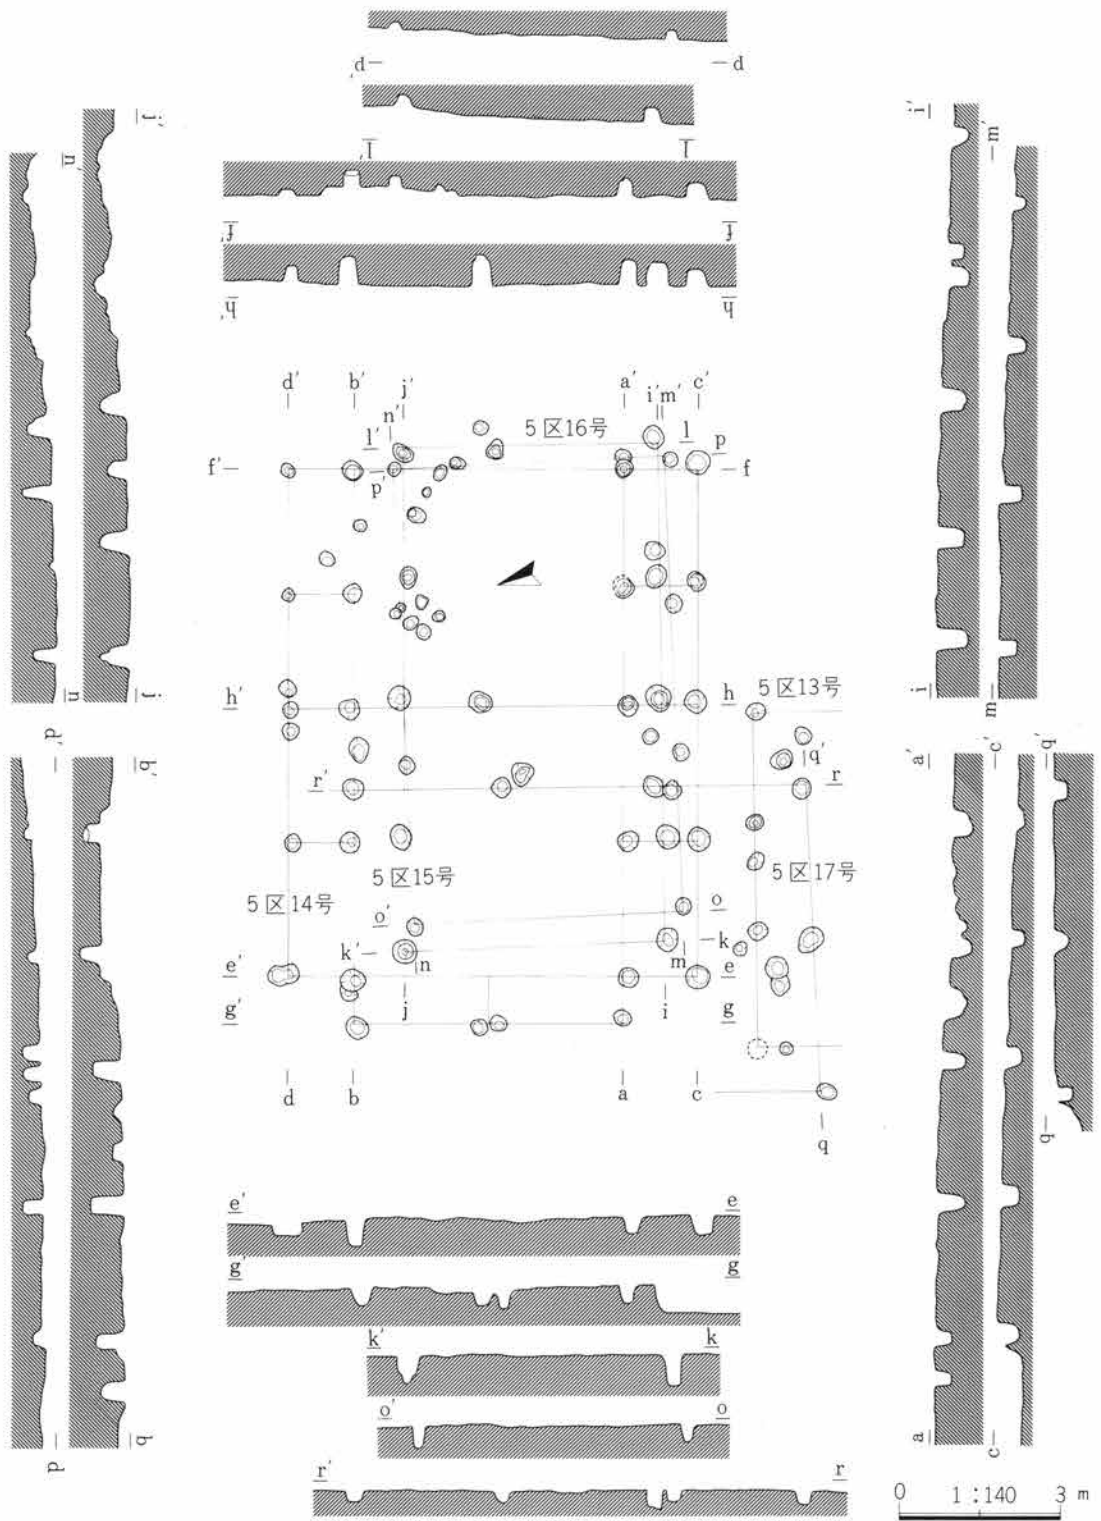 d'— —d
l' l
f' f
h' h
j' n' i' m'
n j i m
d' b' a' c' q'
d b a c q
d' b' j' a' i' m' c'
n' l' 5区16号 l p
f'— p' —f
h' h 5区13号
q'
r' r
5区15号 5区17号
5区14号
o' o
k'— —k
n m
e' e
j i
g' g
d b a c
q
e' e
g' g
k' k
o' o
r' r
0 1:140 3 m